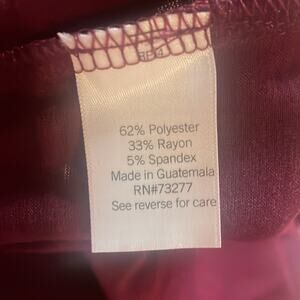 62% Polyester
33% Rayon
5% Spandex
Made in Guatemala
RN#73277
See reverse for care